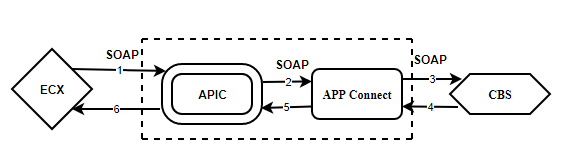 SOAP
SOAP
SOAP
1
2
3
ECX
APIC
APP Connect
CBS
6
5
4